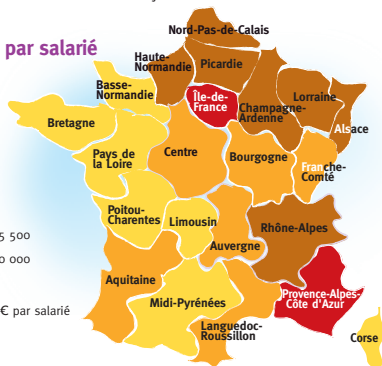 par salarié
Nord-Pas-de-Calais
Haute-
Normandie
Picardie
Basse-
Normandie
Île-de-
France
Champagne-
Ardenne
Lorraine
Alsace
Bretagne
Pays de
la Loire
Centre
Bourgogne
Franche-
Comté
Poitou-
Charentes
Limousin
Auvergne
Rhône-Alpes
5 500
0 000
Aquitaine
Midi-Pyrénées
Provence-Alpes-
Côte d'Azur
€ par salarié
Languedoc-
Roussillon
Corse